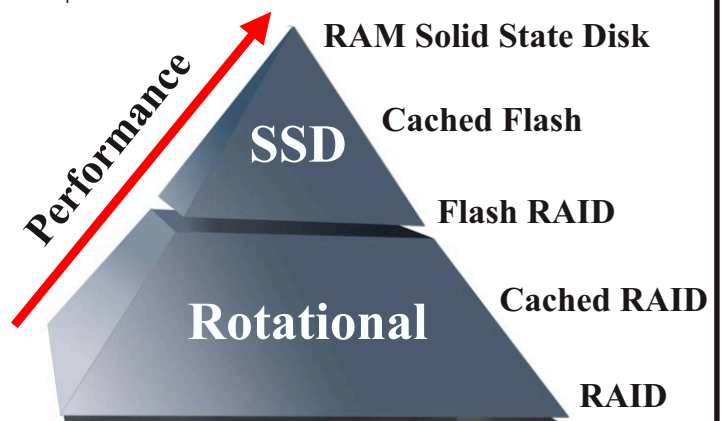 RAM Solid State Disk
Performance
Cached Flash
SSD
Flash RAID
Cached RAID
Rotational
RAID